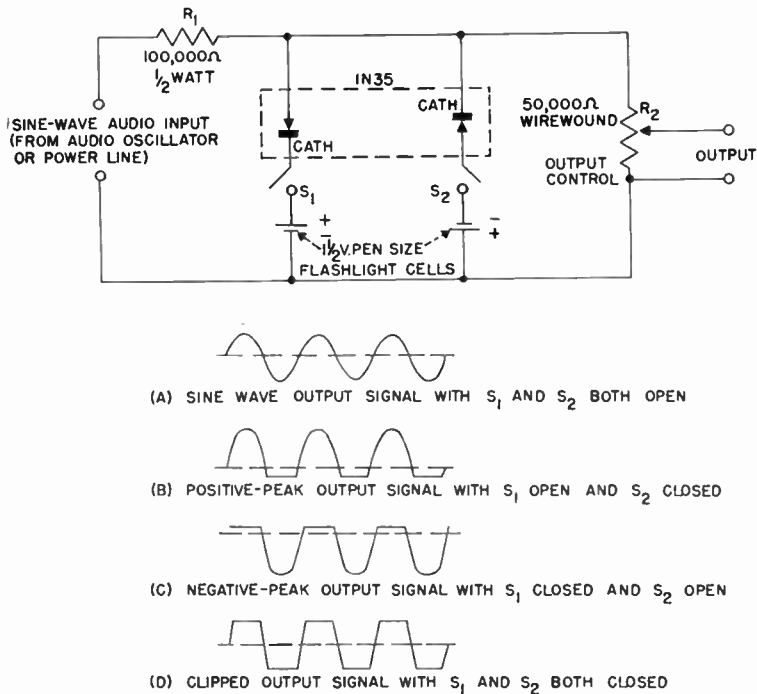 R1
100,000Ω
1/2 WATT
1N35
CATH
CATH
SINE-WAVE AUDIO INPUT
(FROM AUDIO OSCILLATOR
OR POWER LINE)
50,000Ω
WIREWOUND
R2
OUTPUT
CONTROL
OUTPUT
S1
S2
+
-
-
+
1 1/2 V. PEN SIZE
FLASHLIGHT CELLS
(A) SINE WAVE OUTPUT SIGNAL WITH S1 AND S2 BOTH OPEN
(B) POSITIVE-PEAK OUTPUT SIGNAL WITH S1 OPEN AND S2 CLOSED
(C) NEGATIVE-PEAK OUTPUT SIGNAL WITH S1 CLOSED AND S2 OPEN
(D) CLIPPED OUTPUT SIGNAL WITH S1 AND S2 BOTH CLOSED